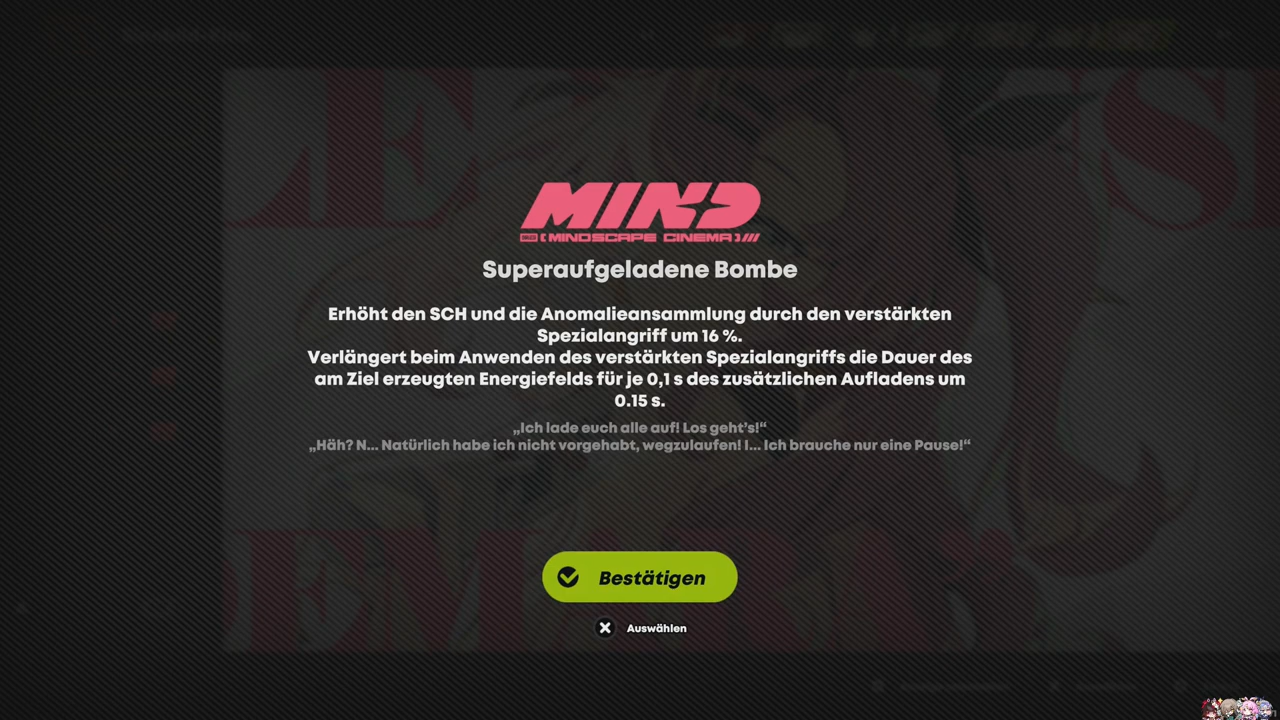 MIND
[MINDSCAPE CINEMA]///
Superaufgeladene Bombe
Erhöht den SCH und die Anomalieansammlung durch den verstärkten
Spezialangriff um 16 %.
Verlängert beim Anwenden des verstärkten Spezialangriffs die Dauer des
am Ziel erzeugten Energiefelds für je 0,1 s des zusätzlichen Aufladens um
0.15 s.
„Ich lade euch alle auf! Los geht's!“
„Häh? N... Natürlich habe ich nicht vorgehabt, wegzulaufen! I... Ich brauche nur eine Pause!“
Bestätigen
Auswählen